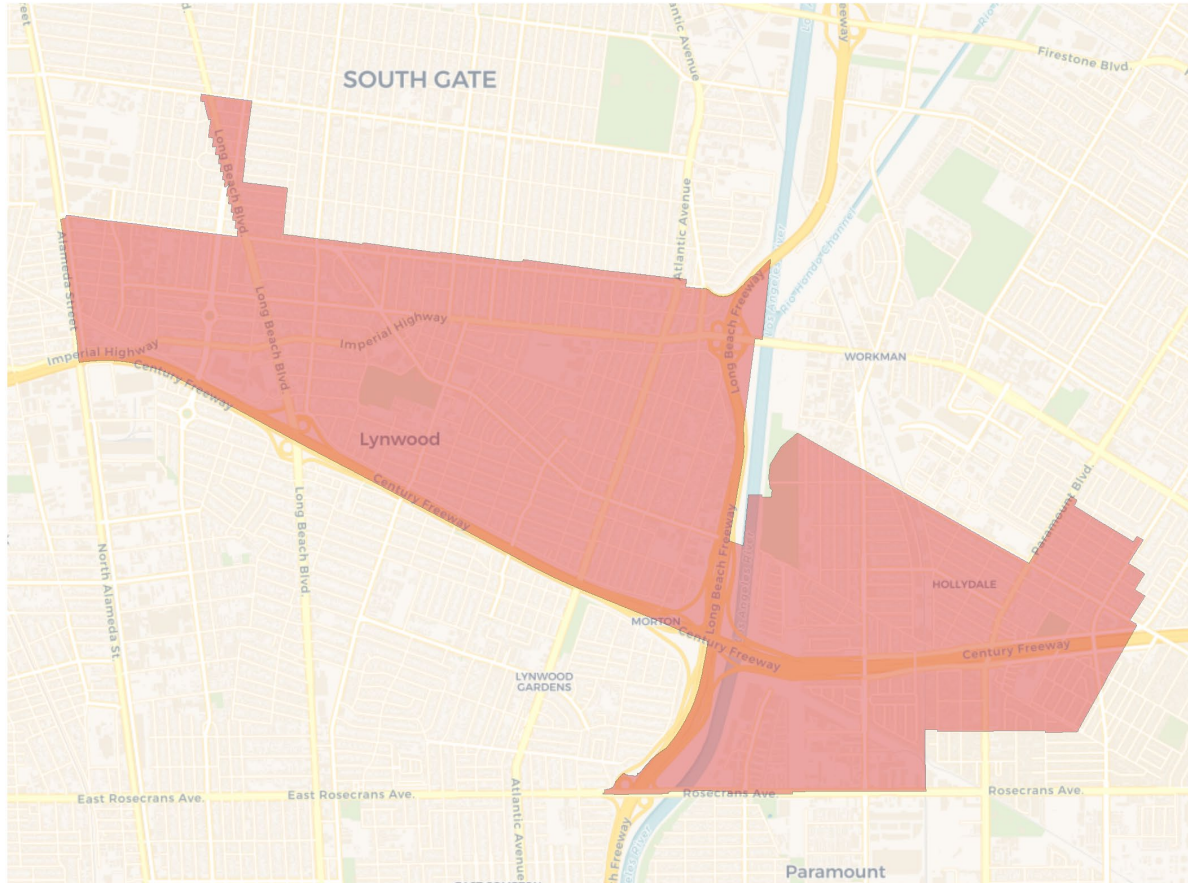 Atlantic Avenue
Firestone Blvd.
SOUTH GATE
Long Beach Blvd
Atlantic Avenue
Alameda Street
Rio Hondo Channel
Los Angeles River
Long Beach Blvd.
Long Beach Freeway
Imperial Highway
Imperial Highway
WORKMAN
Century Freeway
Lynwood
Century Freeway
Long Beach Blvd
Paramount Blvd.
Long Beach Freeway
North Alameda St.
HOLLYDALE
MORTON
Century Freeway
Century Freeway
LYNWOOD
GARDENS
East Rosecrans Ave.
East Rosecrans Ave.
Rosecrans Ave.
Rosecrans Ave.
Atlantic Avenue
Paramount